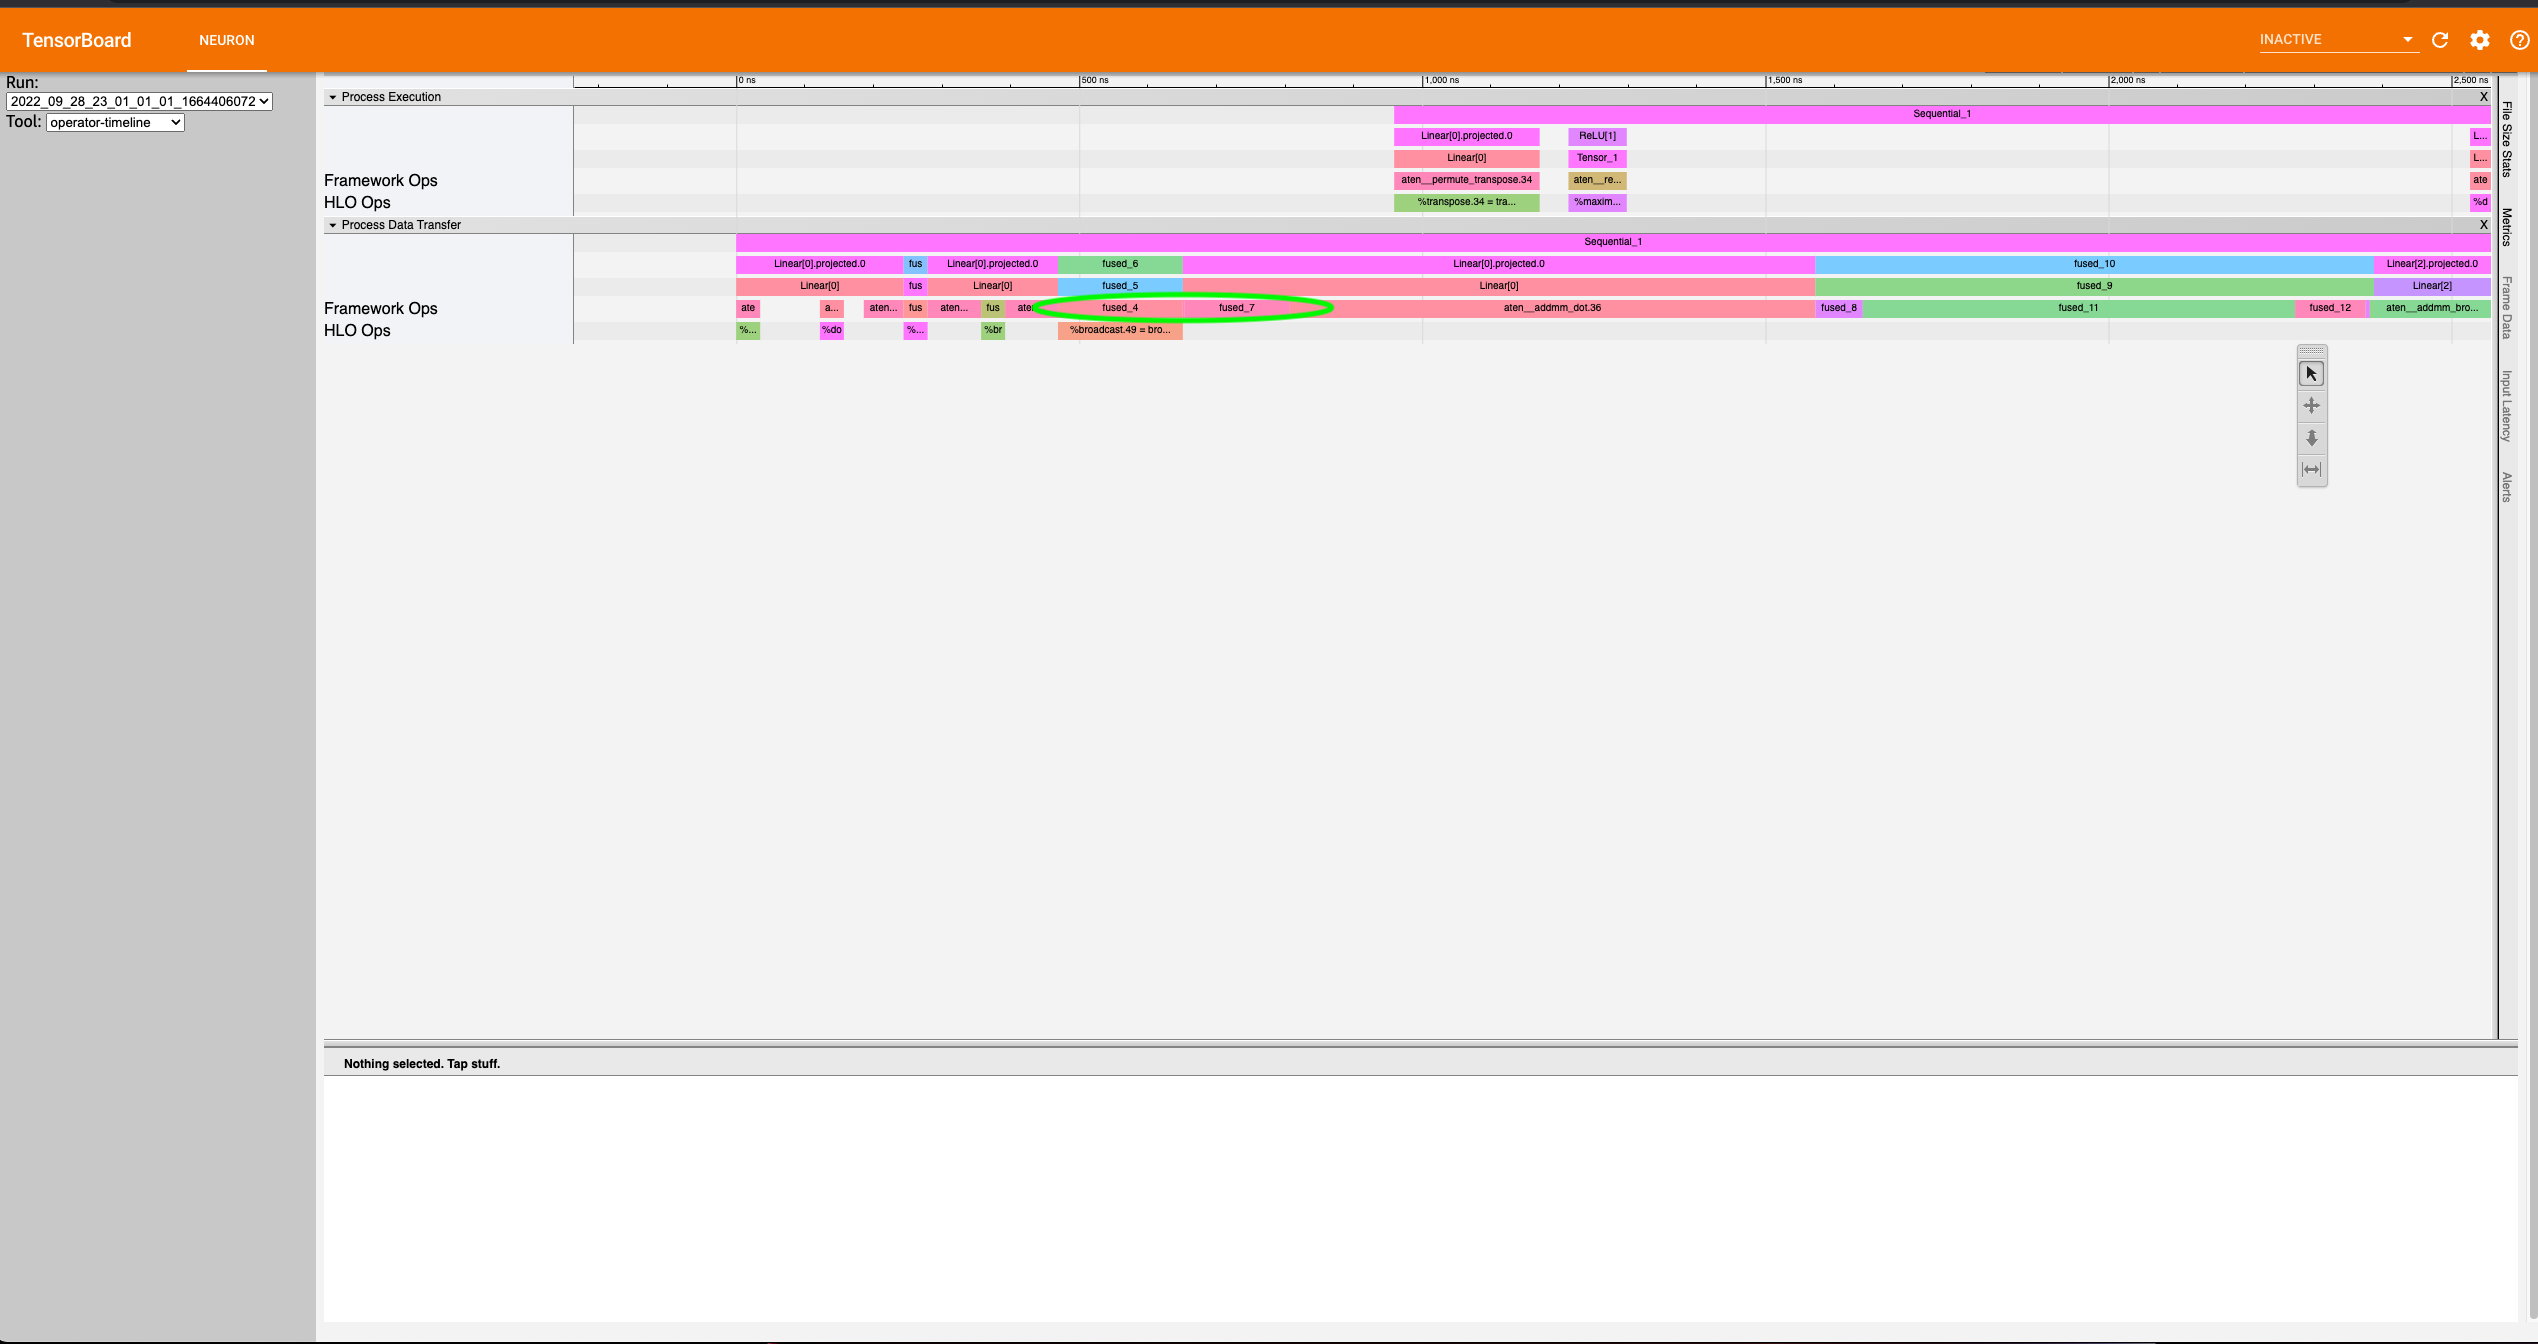 TensorBoard NEURON INACTIVE
Run:
2022_09_28_23_01_01_01_1664406072
Tool: operator-timeline
0 ns 500 ns 1,000 ns 1,500 ns 2,000 ns 2,500 ns
Process Execution X
Sequential_1
Linear[0].projected.0 ReLU[1] L...
Linear[0] Tensor_1 L...
Framework Ops aten__permute_transpose.34 aten__re... ate
HLO Ops %transpose.34 = tra... %maxim... %d
Process Data Transfer X
Sequential_1
Linear[0].projected.0 fus Linear[0].projected.0 fused_6 Linear[0].projected.0 fused_10 Linear[2].projected.0
Linear[0] fus Linear[0] fused_5 Linear[0] fused_9 Linear[2]
Framework Ops ate a... aten... fus aten... fus ate fused_4 fused_7 aten__addmm_dot.36 fused_8 fused_11 fused_12 aten__addmm_bro...
HLO Ops %... %do %... %br %broadcast.49 = bro...
File Size Stats
Metrics
Frame Data
Input Latency
Alerts
Nothing selected. Tap stuff.